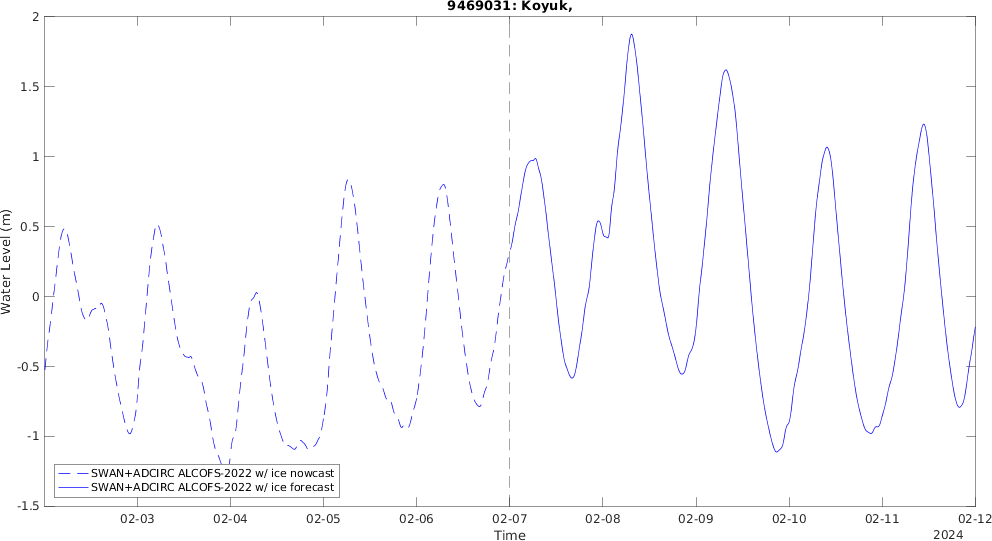 9469031: Koyuk,
Water Level (m)
2
1.5
1
0.5
0
-0.5
-1
-1.5
SWAN+ADCIRC ALCOFS-2022 w/ ice nowcast
SWAN+ADCIRC ALCOFS-2022 w/ ice forecast
02-03 02-04 02-05 02-06 02-07 02-08 02-09 02-10 02-11 02-12
Time
2024